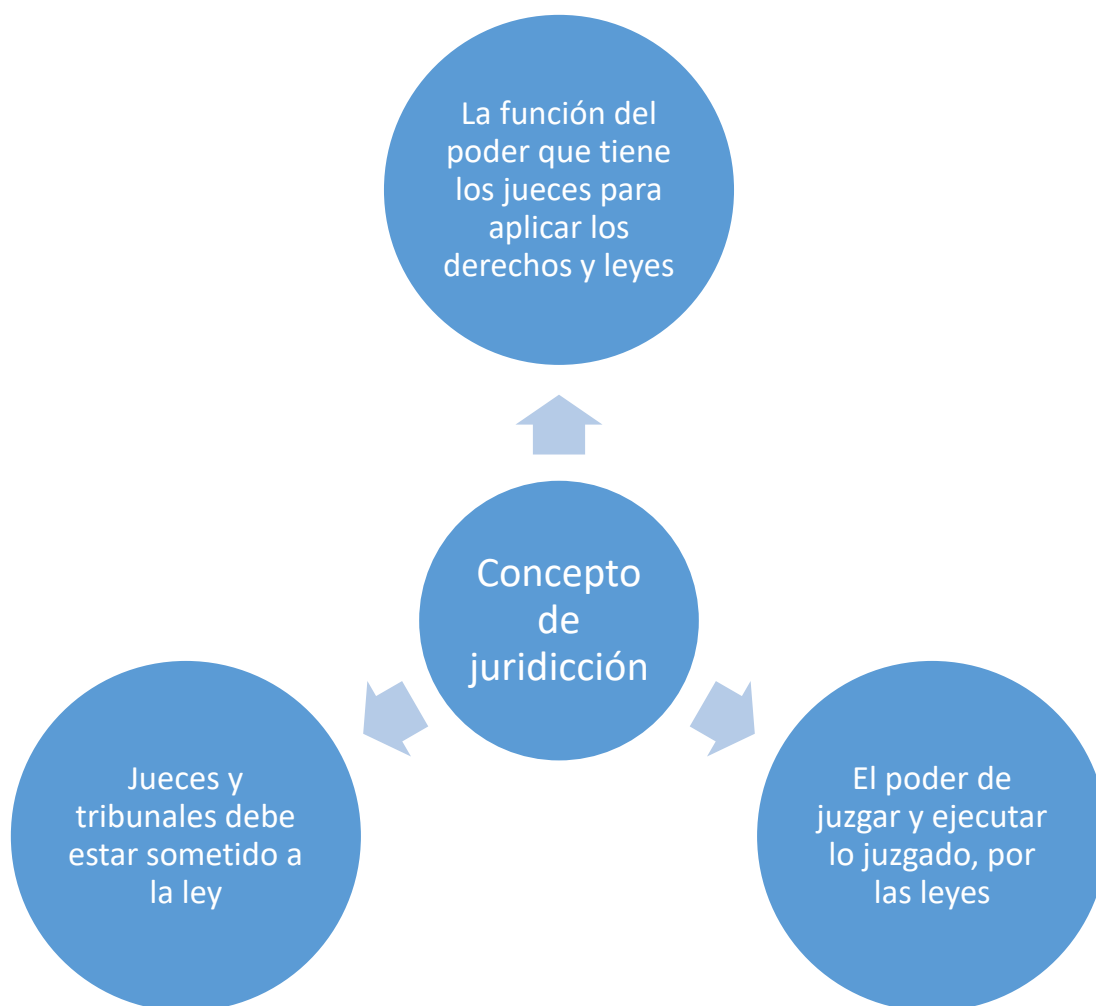 La función del
poder que tiene
los jueces para
aplicar los
derechos y leyes
Concepto
de
juridicción
Jueces y
tribunales debe
estar sometido a
la ley
El poder de
juzgar y ejecutar
lo juzgado, por
las leyes